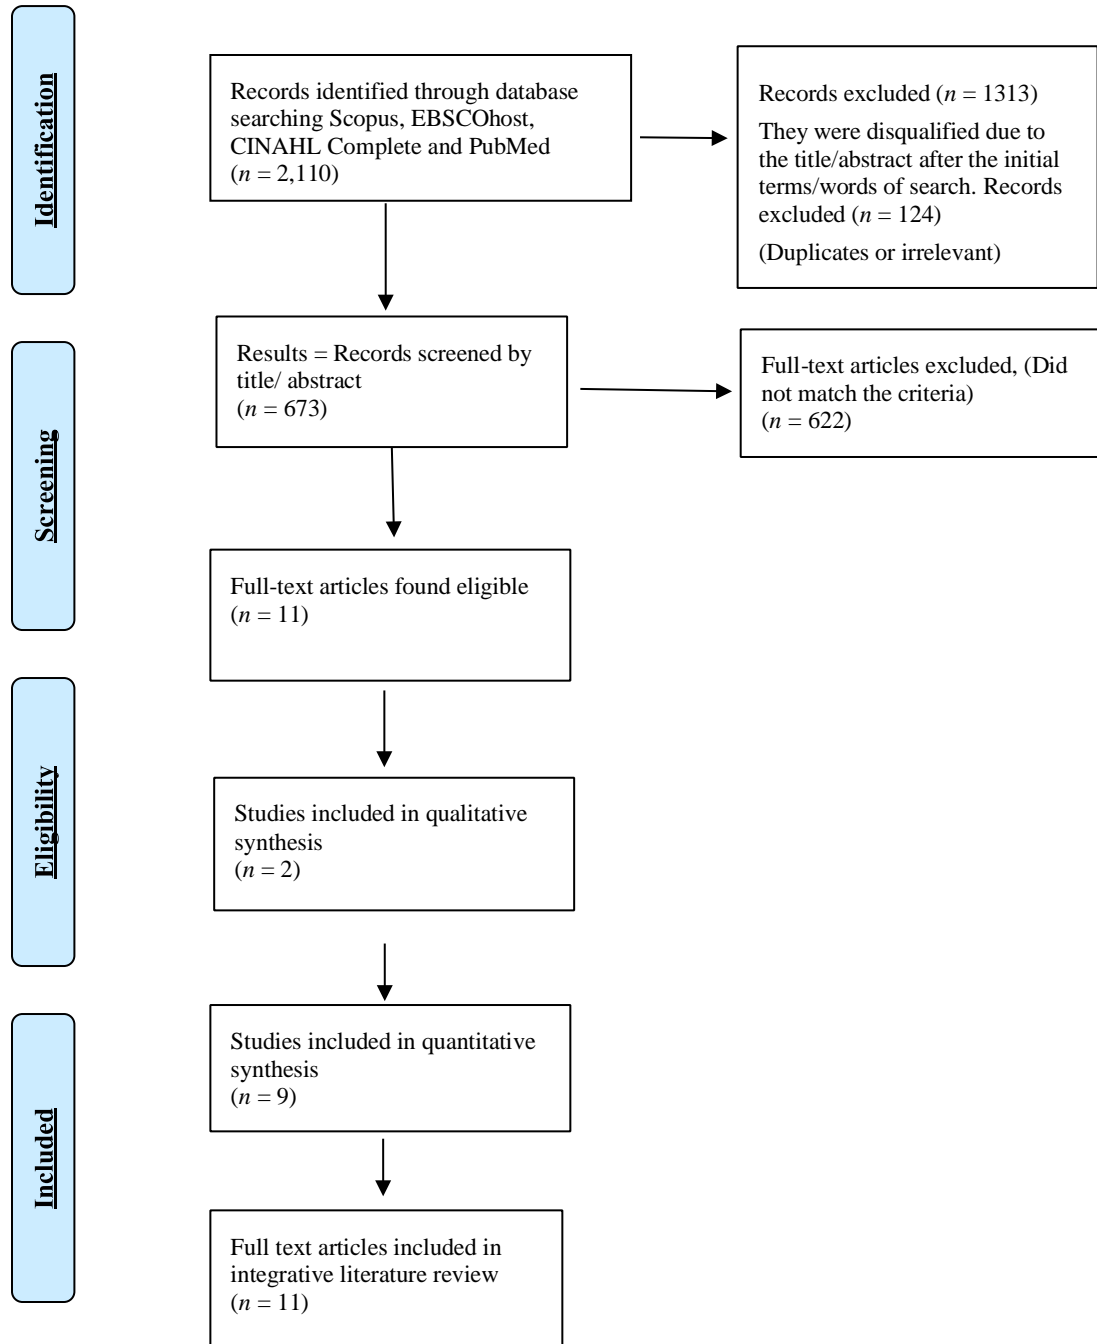 Identification
Records identified through database
searching Scopus, EBSCOhost,
CINAHL Complete and PubMed
(n = 2,110)
Records excluded (n = 1313)
They were disqualified due to
the title/abstract after the initial
terms/words of search. Records
excluded (n = 124)
(Duplicates or irrelevant)
Screening
Results = Records screened by
title/ abstract
(n = 673)
Full-text articles excluded, (Did
not match the criteria)
(n = 622)
Full-text articles found eligible
(n = 11)
Eligibility
Studies included in qualitative
synthesis
(n = 2)
Included
Studies included in quantitative
synthesis
(n = 9)
Full text articles included in
integrative literature review
(n = 11)